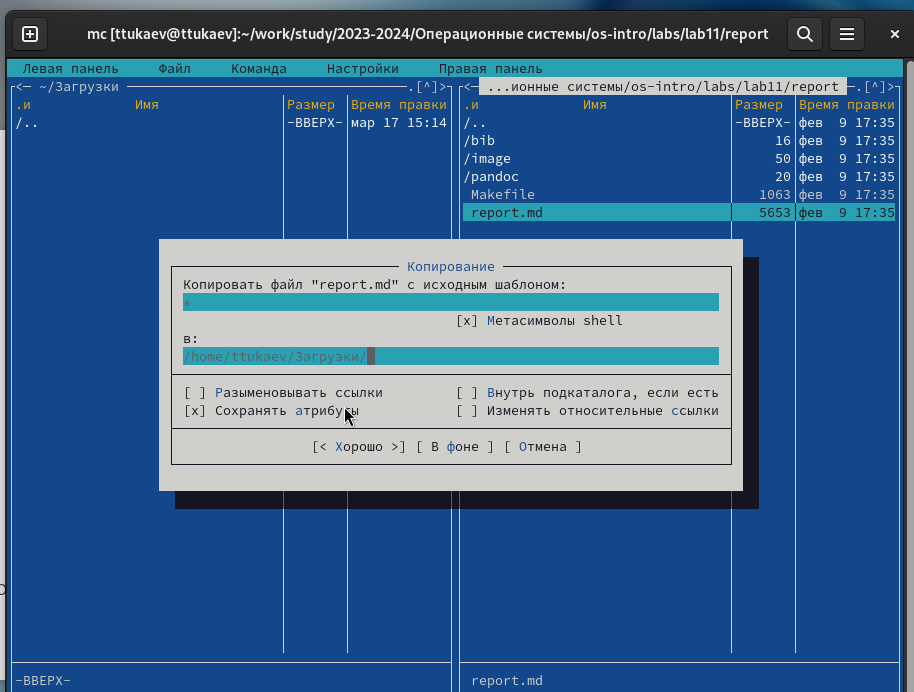 mc [ttukaev@ttukaev]:~/work/study/2023-2024/Операционные системы/os-intro/labs/lab11/report
Левая панель Файл Команда Настройки Правая панель
<— ~/Загрузки .[^]>
.и Имя Размер Время правки
/.. -ВВЕРХ- мар 17 15:14
<— ...ионные системы/os-intro/labs/lab11/report .[^]>
.и Имя Размер Время правки
/.. -ВВЕРХ- фев 9 17:35
/bib 16 фев 9 17:35
/image 50 фев 9 17:35
/pandoc 20 фев 9 17:35
Makefile 1063 фев 9 17:35
report.md 5653 фев 9 17:35
Копирование
Копировать файл "report.md" с исходным шаблоном:
*
[x] Метасимволы shell
в:
/home/ttukaev/Загрузки/
[ ] Разыменовывать ссылки [ ] Внутрь подкаталога, если есть
[x] Сохранять атрибуты [ ] Изменять относительные ссылки
[< Хорошо >] [ В фоне ] [ Отмена ]
-ВВЕРХ-
report.md